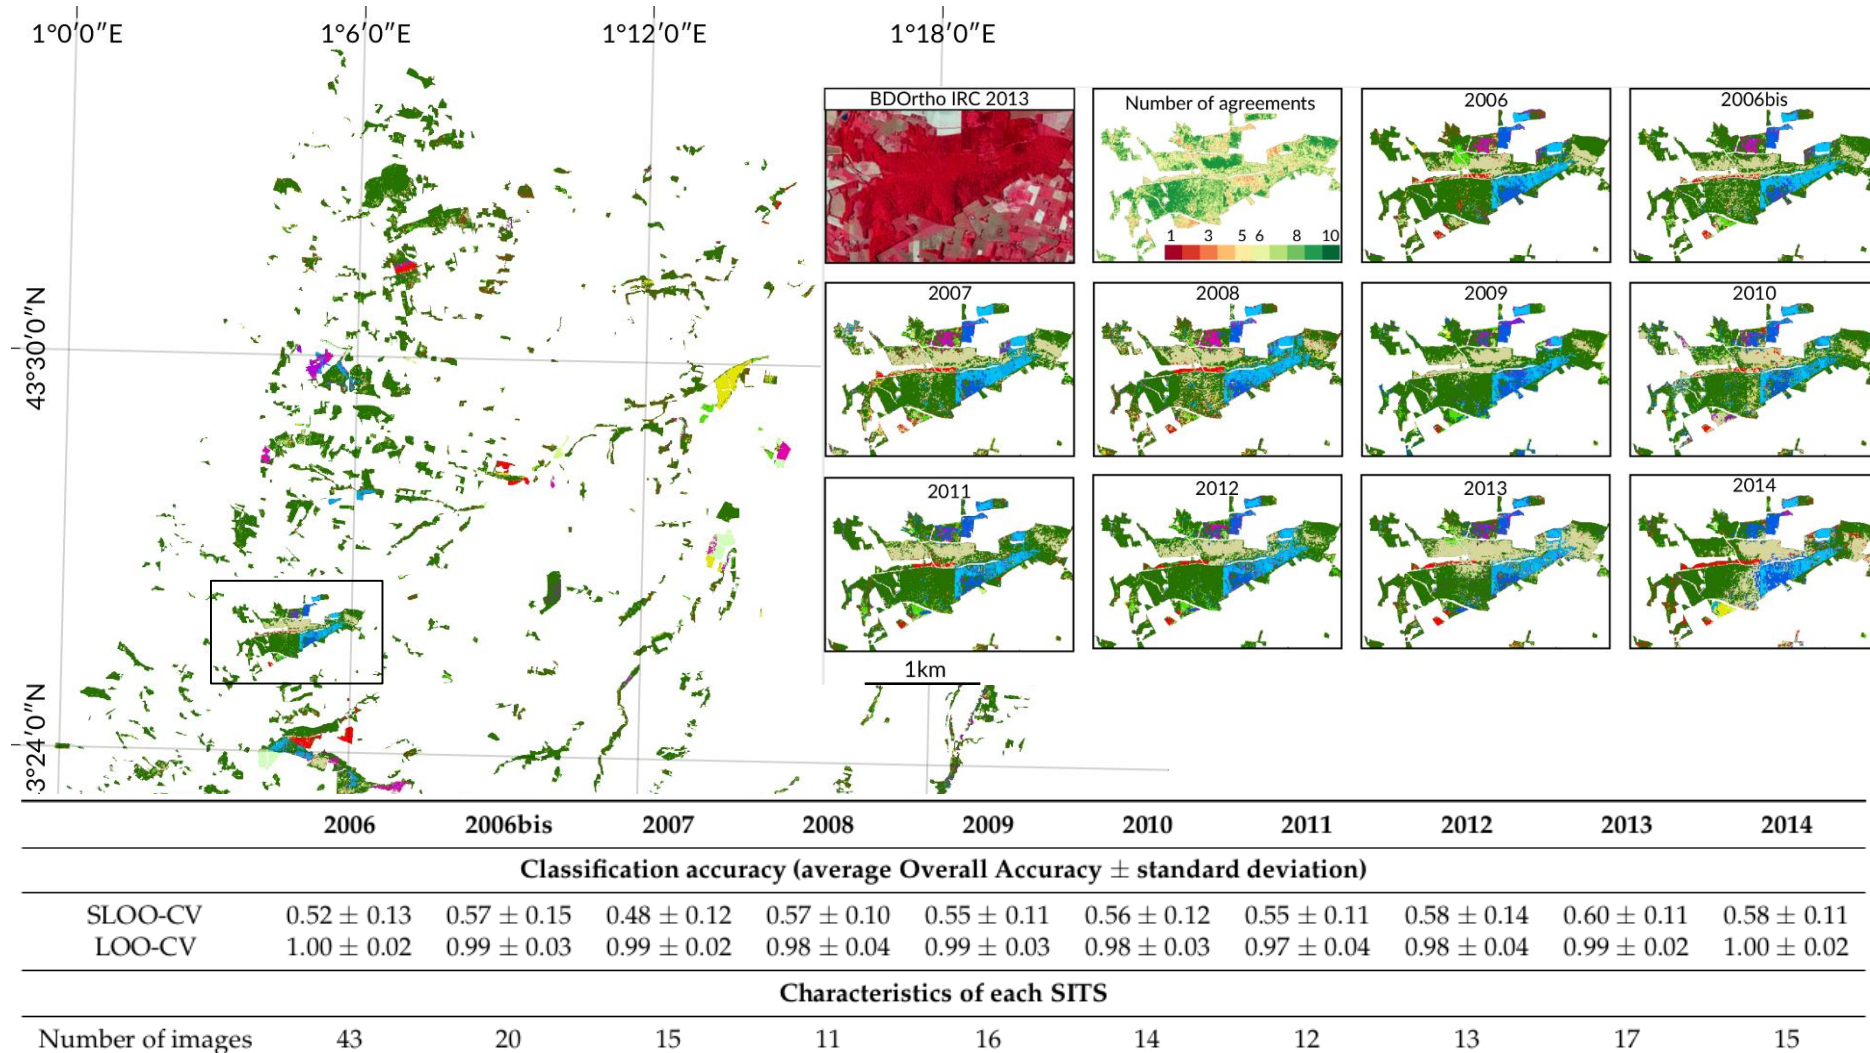 1°0′0″E 1°6′0″E 1°12′0″E 1°18′0″E
BDOrtho IRC 2013
Number of agreements
2006
2006bis
1 3 5 6 8 10
43°30′0″N
2007
2008
2009
2010
2011
2012
2013
2014
1km
3°24′0″N
2006 2006bis 2007 2008 2009 2010 2011 2012 2013 2014
Classification accuracy (average Overall Accuracy ± standard deviation)
SLOO-CV 0.52 ± 0.13 0.57 ± 0.15 0.48 ± 0.12 0.57 ± 0.10 0.55 ± 0.11 0.56 ± 0.12 0.55 ± 0.11 0.58 ± 0.14 0.60 ± 0.11 0.58 ± 0.11
LOO-CV 1.00 ± 0.02 0.99 ± 0.03 0.99 ± 0.02 0.98 ± 0.04 0.99 ± 0.03 0.98 ± 0.03 0.97 ± 0.04 0.98 ± 0.04 0.99 ± 0.02 1.00 ± 0.02
Characteristics of each SITS
Number of images 43 20 15 11 16 14 12 13 17 15